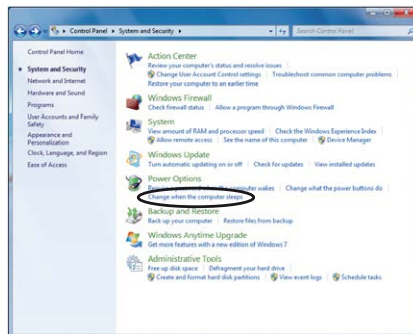 Control Panel ▸ System and Security ▸
Search Control Panel
Control Panel Home
System and Security
Network and Internet
Hardware and Sound
Programs
User Accounts and Family
Safety
Appearance and
Personalization
Clock, Language, and Region
Ease of Access
Action Center
Review your computer's status and resolve issues
Change User Account Control settings | Troubleshoot common computer problems
Restore your computer to an earlier time
Windows Firewall
Check firewall status | Allow a program through Windows Firewall
System
View amount of RAM and processor speed | Check the Windows Experience Index
Allow remote access | See the name of this computer | Device Manager
Windows Update
Turn automatic updating on or off | Check for updates | View installed updates
Power Options
Require a password when the computer wakes | Change what the power buttons do
Change when the computer sleeps
Backup and Restore
Back up your computer | Restore files from backup
Windows Anytime Upgrade
Get more features with a new edition of Windows 7
Administrative Tools
Free up disk space | Defragment your hard drive
Create and format hard disk partitions | View event logs | Schedule tasks